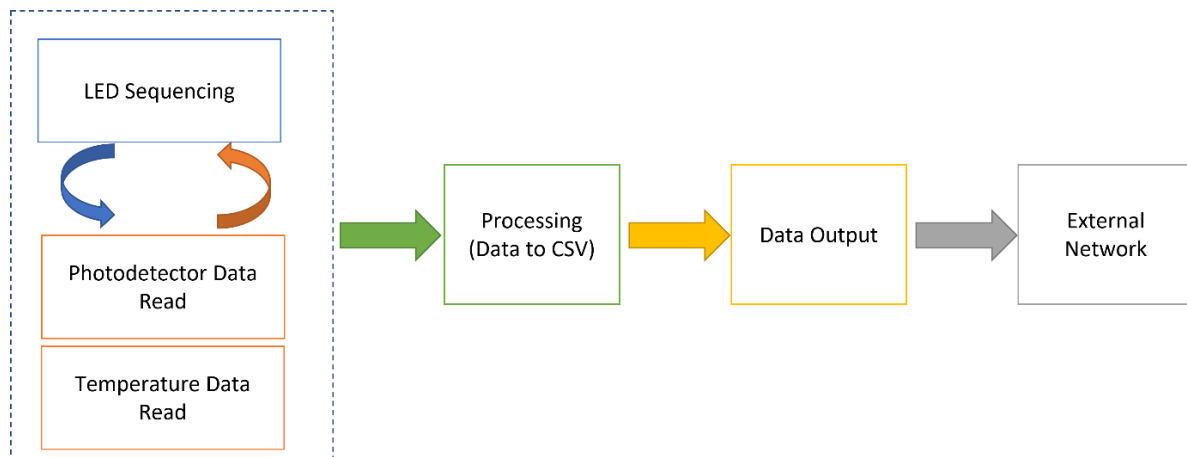 LED Sequencing
Photodetector Data
Read
Temperature Data
Read
Processing
(Data to CSV)
Data Output
External
Network